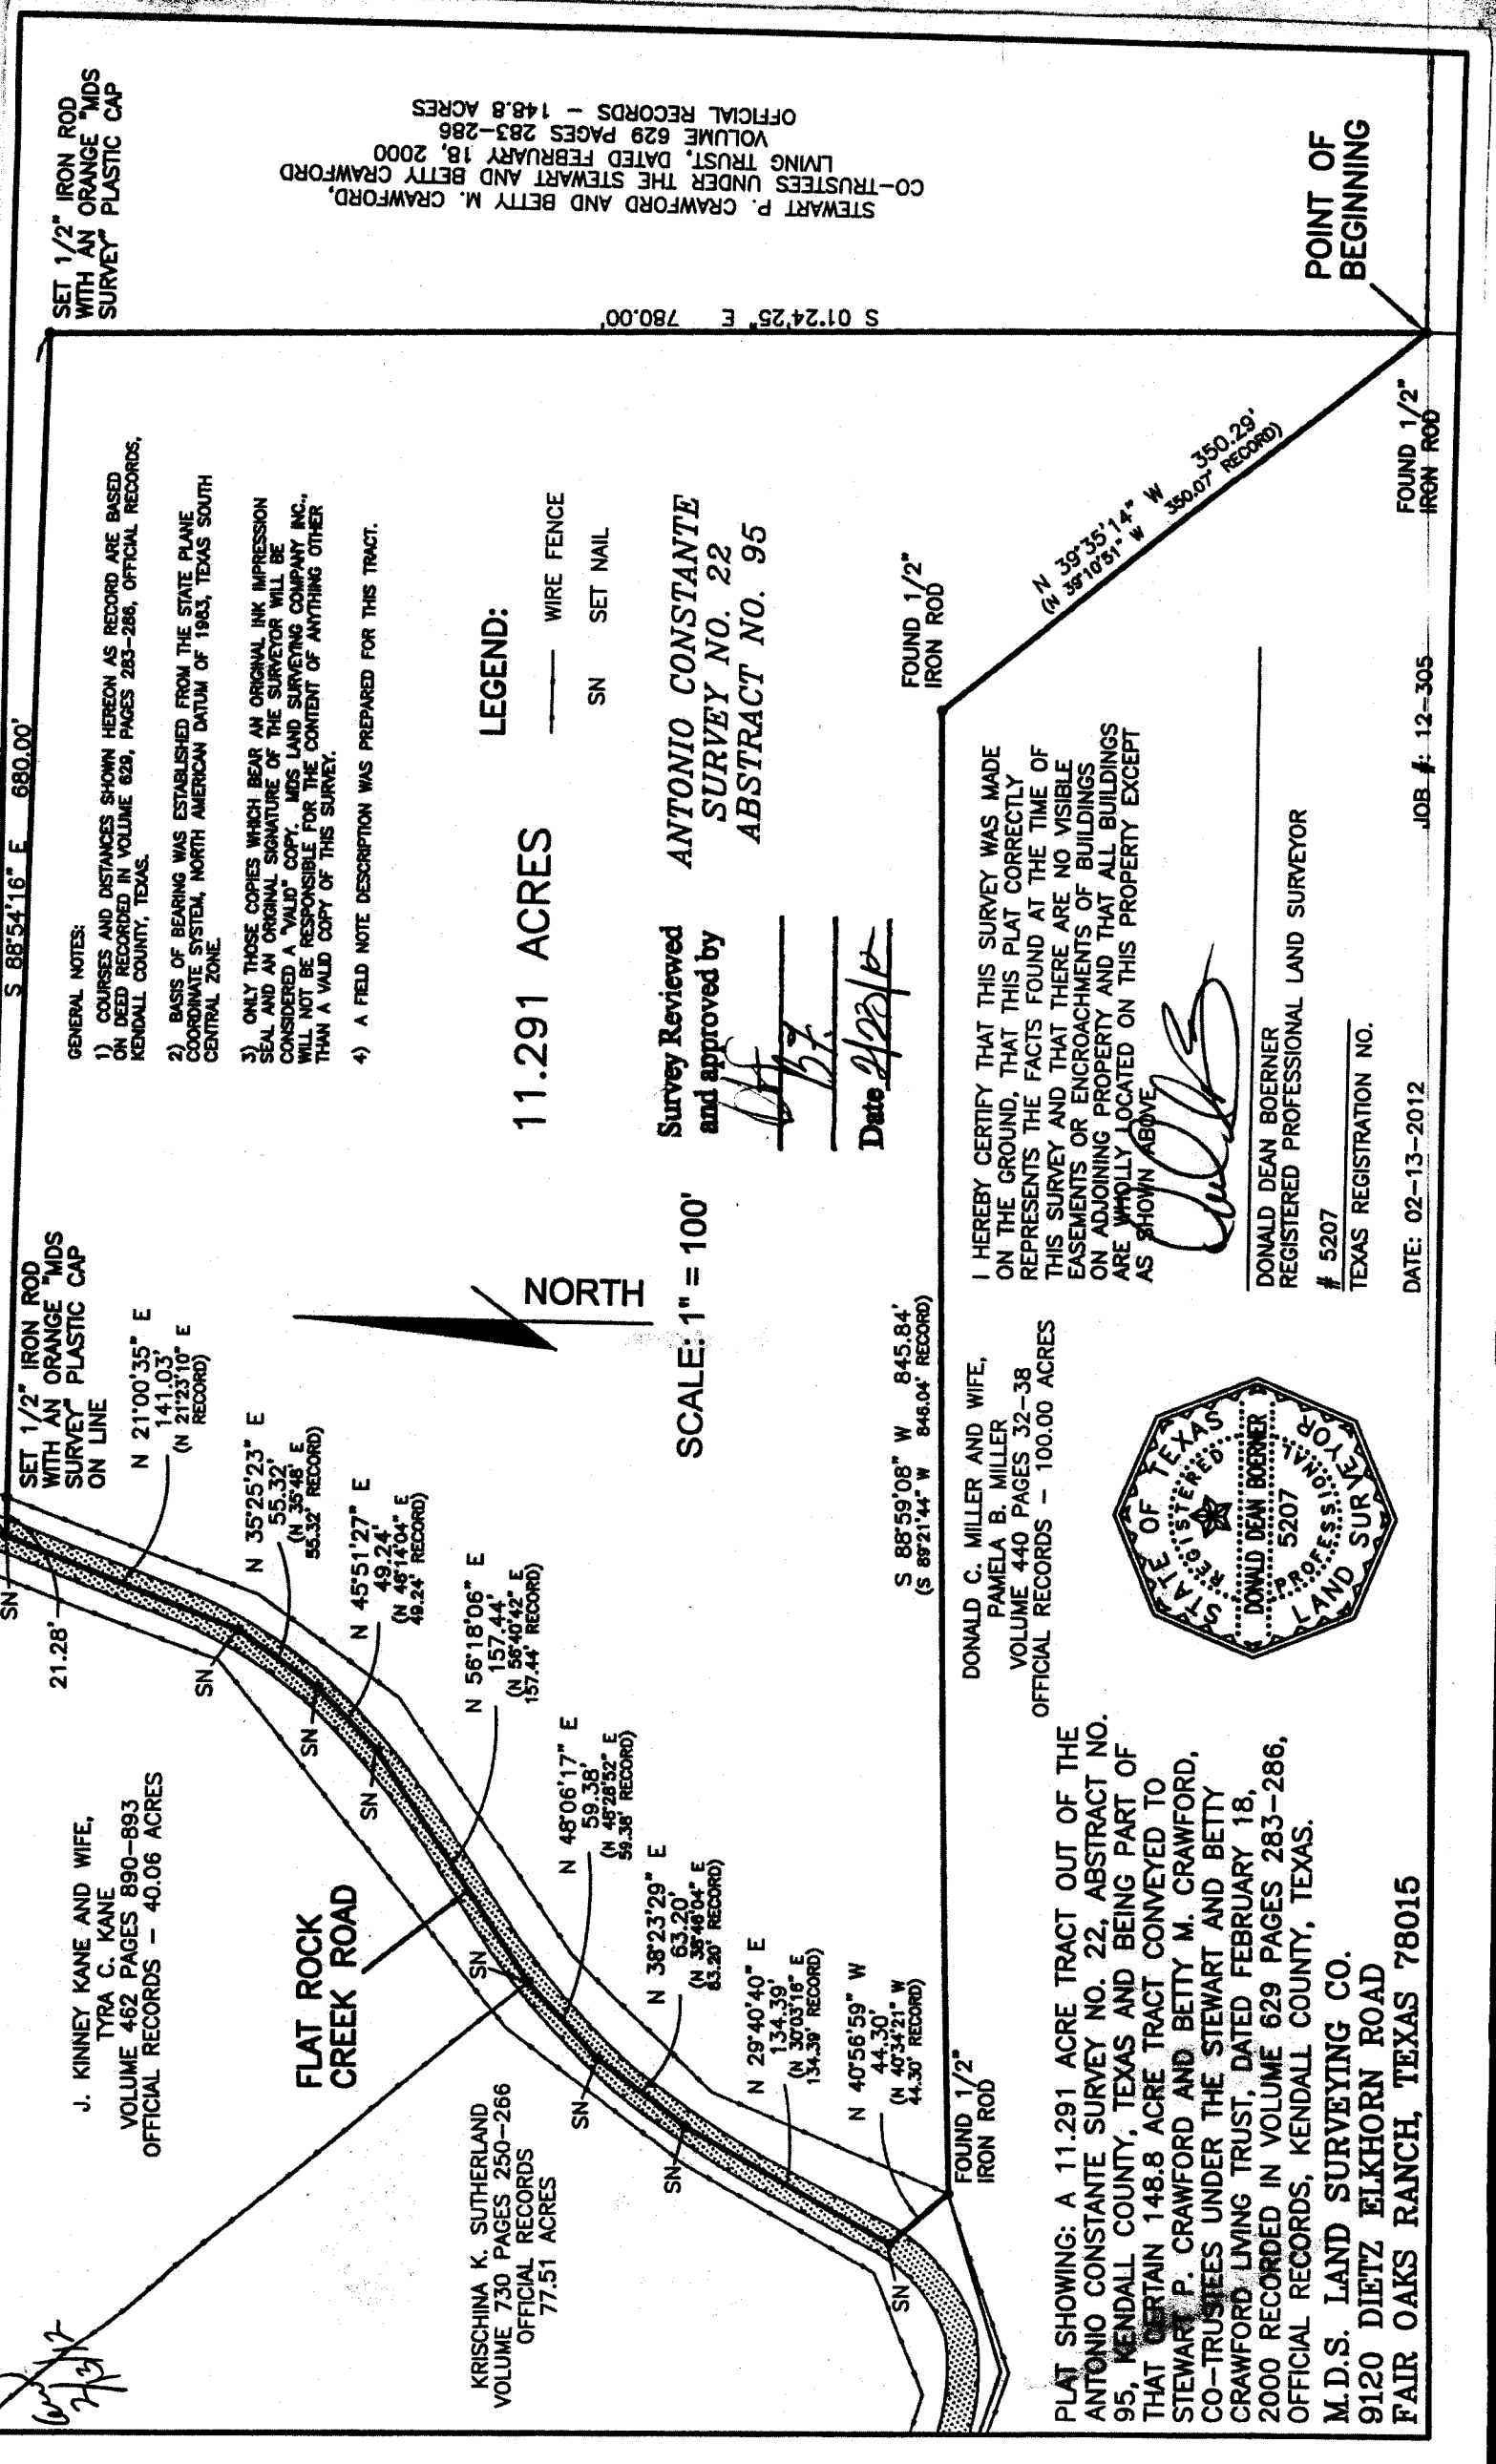 S 88°54'16" E 680.00'
SET 1/2" IRON ROD
WITH AN ORANGE "MDS
SURVEY" PLASTIC CAP
SET 1/2" IRON ROD
WITH AN ORANGE "MDS
SURVEY" PLASTIC CAP
ON LINE
SN
21.28'
N 21°00'35" E
141.03'
(N 21°23'10" E
RECORD)
SN
N 35°25'23" E
55.32'
(N 35°48' E
55.32' RECORD)
SN
N 45°51'27" E
49.24'
(N 46°14'04" E
49.24' RECORD)
SN
N 56°18'06" E
157.44'
(N 56°40'42" E
157.44' RECORD)
SN
N 48°06'17" E
59.38'
(N 48°28'52" E
59.38' RECORD)
SN
N 38°23'29" E
63.20'
(N 38°46'04" E
63.20' RECORD)
SN
N 29°40'40" E
134.39'
(N 30°03'16" E
134.39' RECORD)
SN
N 40°56'59" W
44.30'
(N 40°34'21" W
44.30' RECORD)
FOUND 1/2"
IRON ROD
J. KINNEY KANE AND WIFE,
TYRA C. KANE
VOLUME 462 PAGES 890-893
OFFICIAL RECORDS - 40.06 ACRES
FLAT ROCK
CREEK ROAD
KRISCHINA K. SUTHERLAND
VOLUME 730 PAGES 250-266
OFFICIAL RECORDS
77.51 ACRES
2/3/12
GENERAL NOTES:
1) COURSES AND DISTANCES SHOWN HEREON AS RECORD ARE BASED
ON DEED RECORDED IN VOLUME 629, PAGES 283-286, OFFICIAL RECORDS,
KENDALL COUNTY, TEXAS.
2) BASIS OF BEARING WAS ESTABLISHED FROM THE STATE PLANE
COORDINATE SYSTEM, NORTH AMERICAN DATUM OF 1983, TEXAS SOUTH
CENTRAL ZONE.
3) ONLY THOSE COPIES WHICH BEAR AN ORIGINAL INK IMPRESSION
SEAL AND AN ORIGINAL SIGNATURE OF THE SURVEYOR WILL BE
CONSIDERED A "VALID" COPY. MDS LAND SURVEYING COMPANY INC.,
WILL NOT BE RESPONSIBLE FOR THE CONTENT OF ANYTHING OTHER
THAN A VALID COPY OF THIS SURVEY.
4) A FIELD NOTE DESCRIPTION WAS PREPARED FOR THIS TRACT.
LEGEND:
WIRE FENCE
SN SET NAIL
11.291 ACRES
ANTONIO CONSTANTE
SURVEY NO. 22
ABSTRACT NO. 95
Survey Reviewed
and approved by
Date 2/23/12
NORTH
SCALE: 1" = 100'
STEWART P. CRAWFORD AND BETTY M. CRAWFORD,
CO-TRUSTEES UNDER THE STEWART AND BETTY CRAWFORD
LIVING TRUST, DATED FEBRUARY 18, 2000
VOLUME 629 PAGES 283-286
OFFICIAL RECORDS - 148.8 ACRES
S 01°24'25" E 780.00'
POINT OF
BEGINNING
FOUND 1/2"
IRON ROD
N 39°35'14" W 350.29'
(N 39°10'51" W 350.07' RECORD)
FOUND 1/2"
IRON ROD
S 88°59'08" W 845.84'
(S 89°21'44" W 846.04' RECORD)
DONALD C. MILLER AND WIFE,
PAMELA B. MILLER
VOLUME 440 PAGES 32-38
OFFICIAL RECORDS - 100.00 ACRES
I HEREBY CERTIFY THAT THIS SURVEY WAS MADE
ON THE GROUND, THAT THIS PLAT CORRECTLY
REPRESENTS THE FACTS FOUND AT THE TIME OF
THIS SURVEY AND THAT THERE ARE NO VISIBLE
EASEMENTS OR ENCROACHMENTS OF BUILDINGS
ON ADJOINING PROPERTY AND THAT ALL BUILDINGS
ARE WHOLLY LOCATED ON THIS PROPERTY EXCEPT
AS SHOWN ABOVE
DONALD DEAN BOERNER
REGISTERED PROFESSIONAL LAND SURVEYOR
# 5207
TEXAS REGISTRATION NO.
DATE: 02-13-2012 JOB #: 12-305
STATE OF TEXAS
REGISTERED
DONALD DEAN BOERNER
5207
PROFESSIONAL
LAND SURVEYOR
PLAT SHOWING: A 11.291 ACRE TRACT OUT OF THE
ANTONIO CONSTANTE SURVEY NO. 22, ABSTRACT NO.
95, KENDALL COUNTY, TEXAS AND BEING PART OF
THAT CERTAIN 148.8 ACRE TRACT CONVEYED TO
STEWART P. CRAWFORD AND BETTY M. CRAWFORD,
CO-TRUSTEES UNDER THE STEWART AND BETTY
CRAWFORD LIVING TRUST, DATED FEBRUARY 18,
2000 RECORDED IN VOLUME 629 PAGES 283-286,
OFFICIAL RECORDS, KENDALL COUNTY, TEXAS.
M.D.S. LAND SURVEYING CO.
9120 DIETZ ELKHORN ROAD
FAIR OAKS RANCH, TEXAS 78015